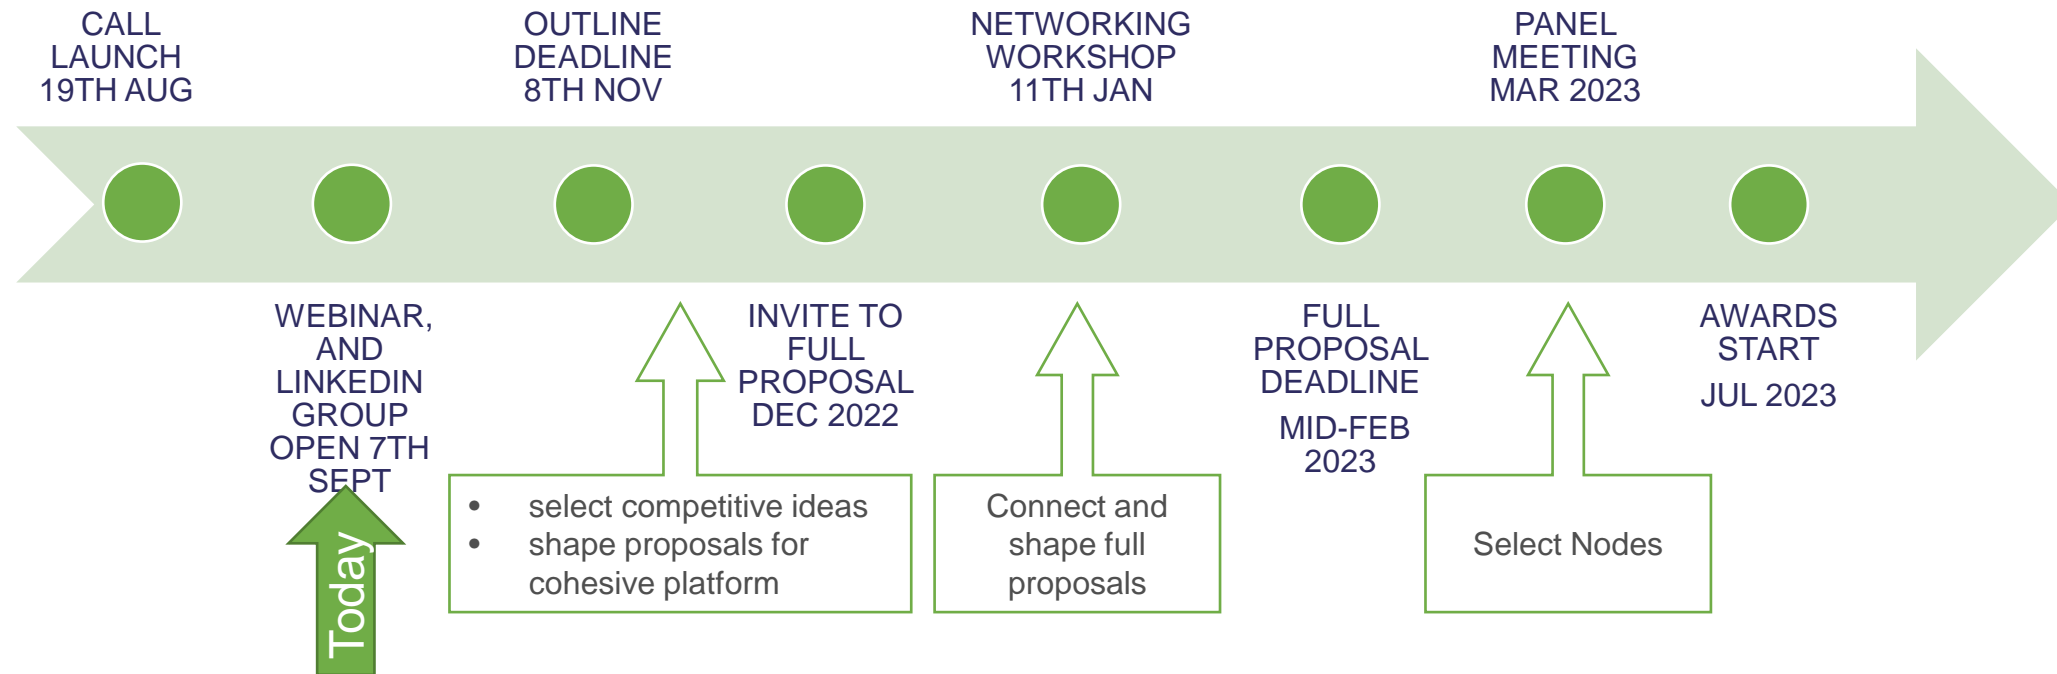 CALL
LAUNCH
19TH AUG
OUTLINE
DEADLINE
8TH NOV
NETWORKING
WORKSHOP
11TH JAN
PANEL
MEETING
MAR 2023
WEBINAR,
AND
LINKEDIN
GROUP
OPEN 7TH
SEPT
INVITE TO
FULL
PROPOSAL
DEC 2022
FULL
PROPOSAL
DEADLINE
MID-FEB
2023
AWARDS
START
JUL 2023
Today
• select competitive ideas
• shape proposals for
cohesive platform
Connect and
shape full
proposals
Select Nodes